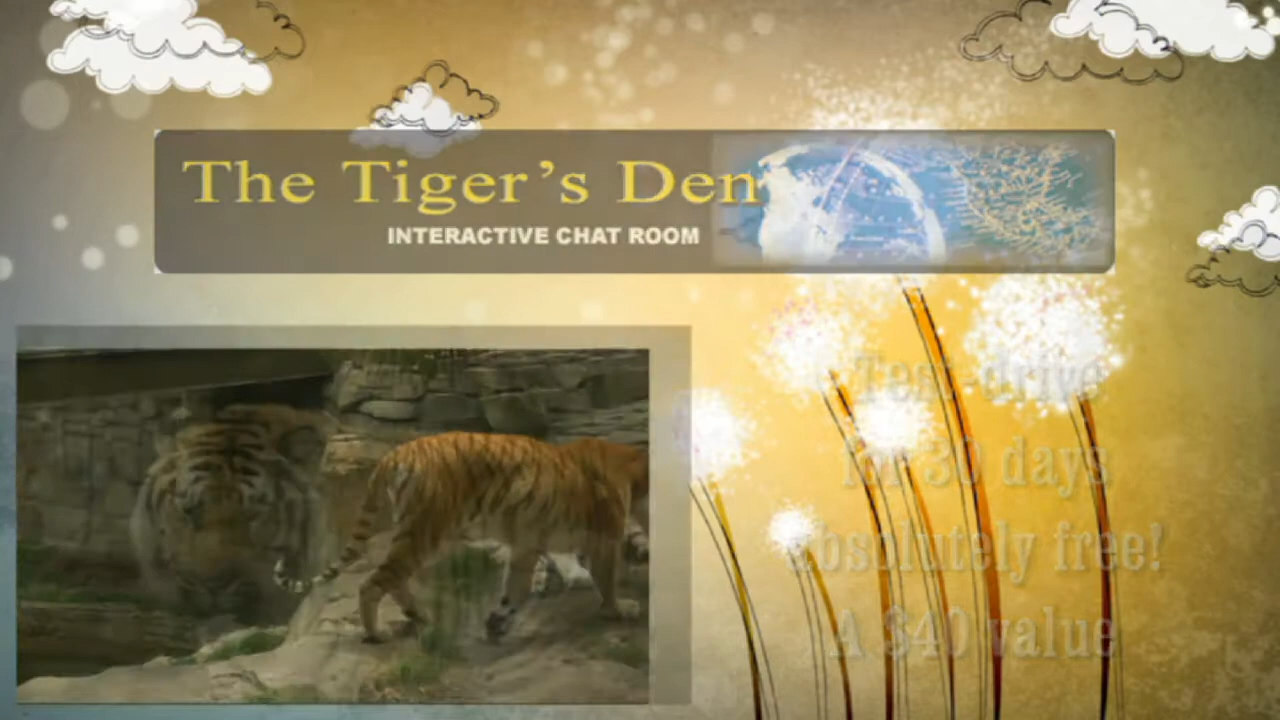 The Tiger's Den
INTERACTIVE CHAT ROOM
Test-drive
for 30 days
absolutely free!
A $40 value